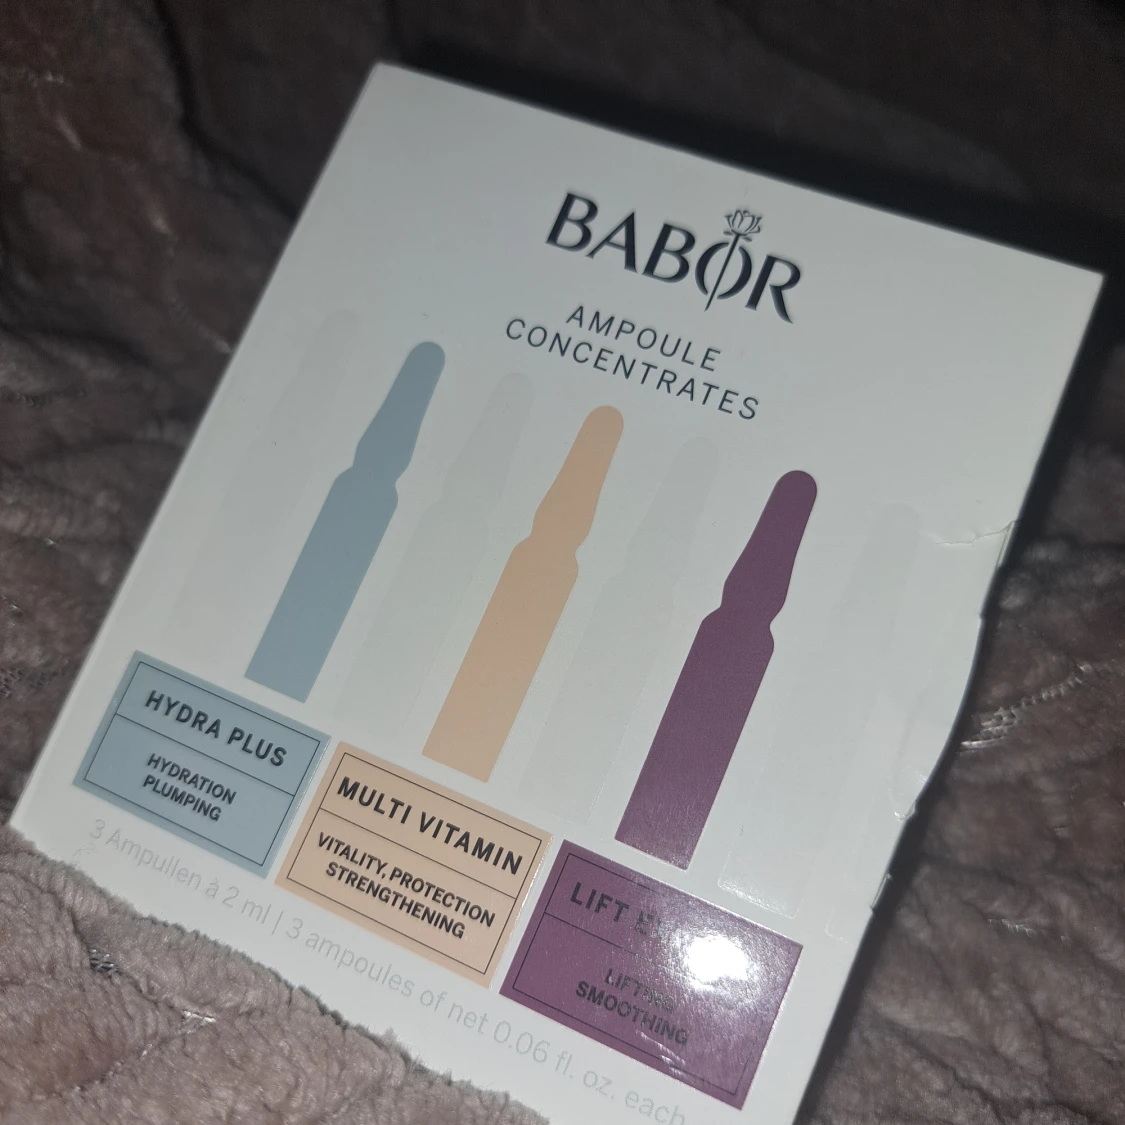 BABOR
AMPOULE
CONCENTRATES
HYDRA PLUS
HYDRATION
PLUMPING
MULTI VITAMIN
VITALITY, PROTECTION
STRENGTHENING
LIFT
LIFTING
SMOOTHING
3 Ampullen à 2 ml | 3 ampoules of net 0.06 fl. oz. each